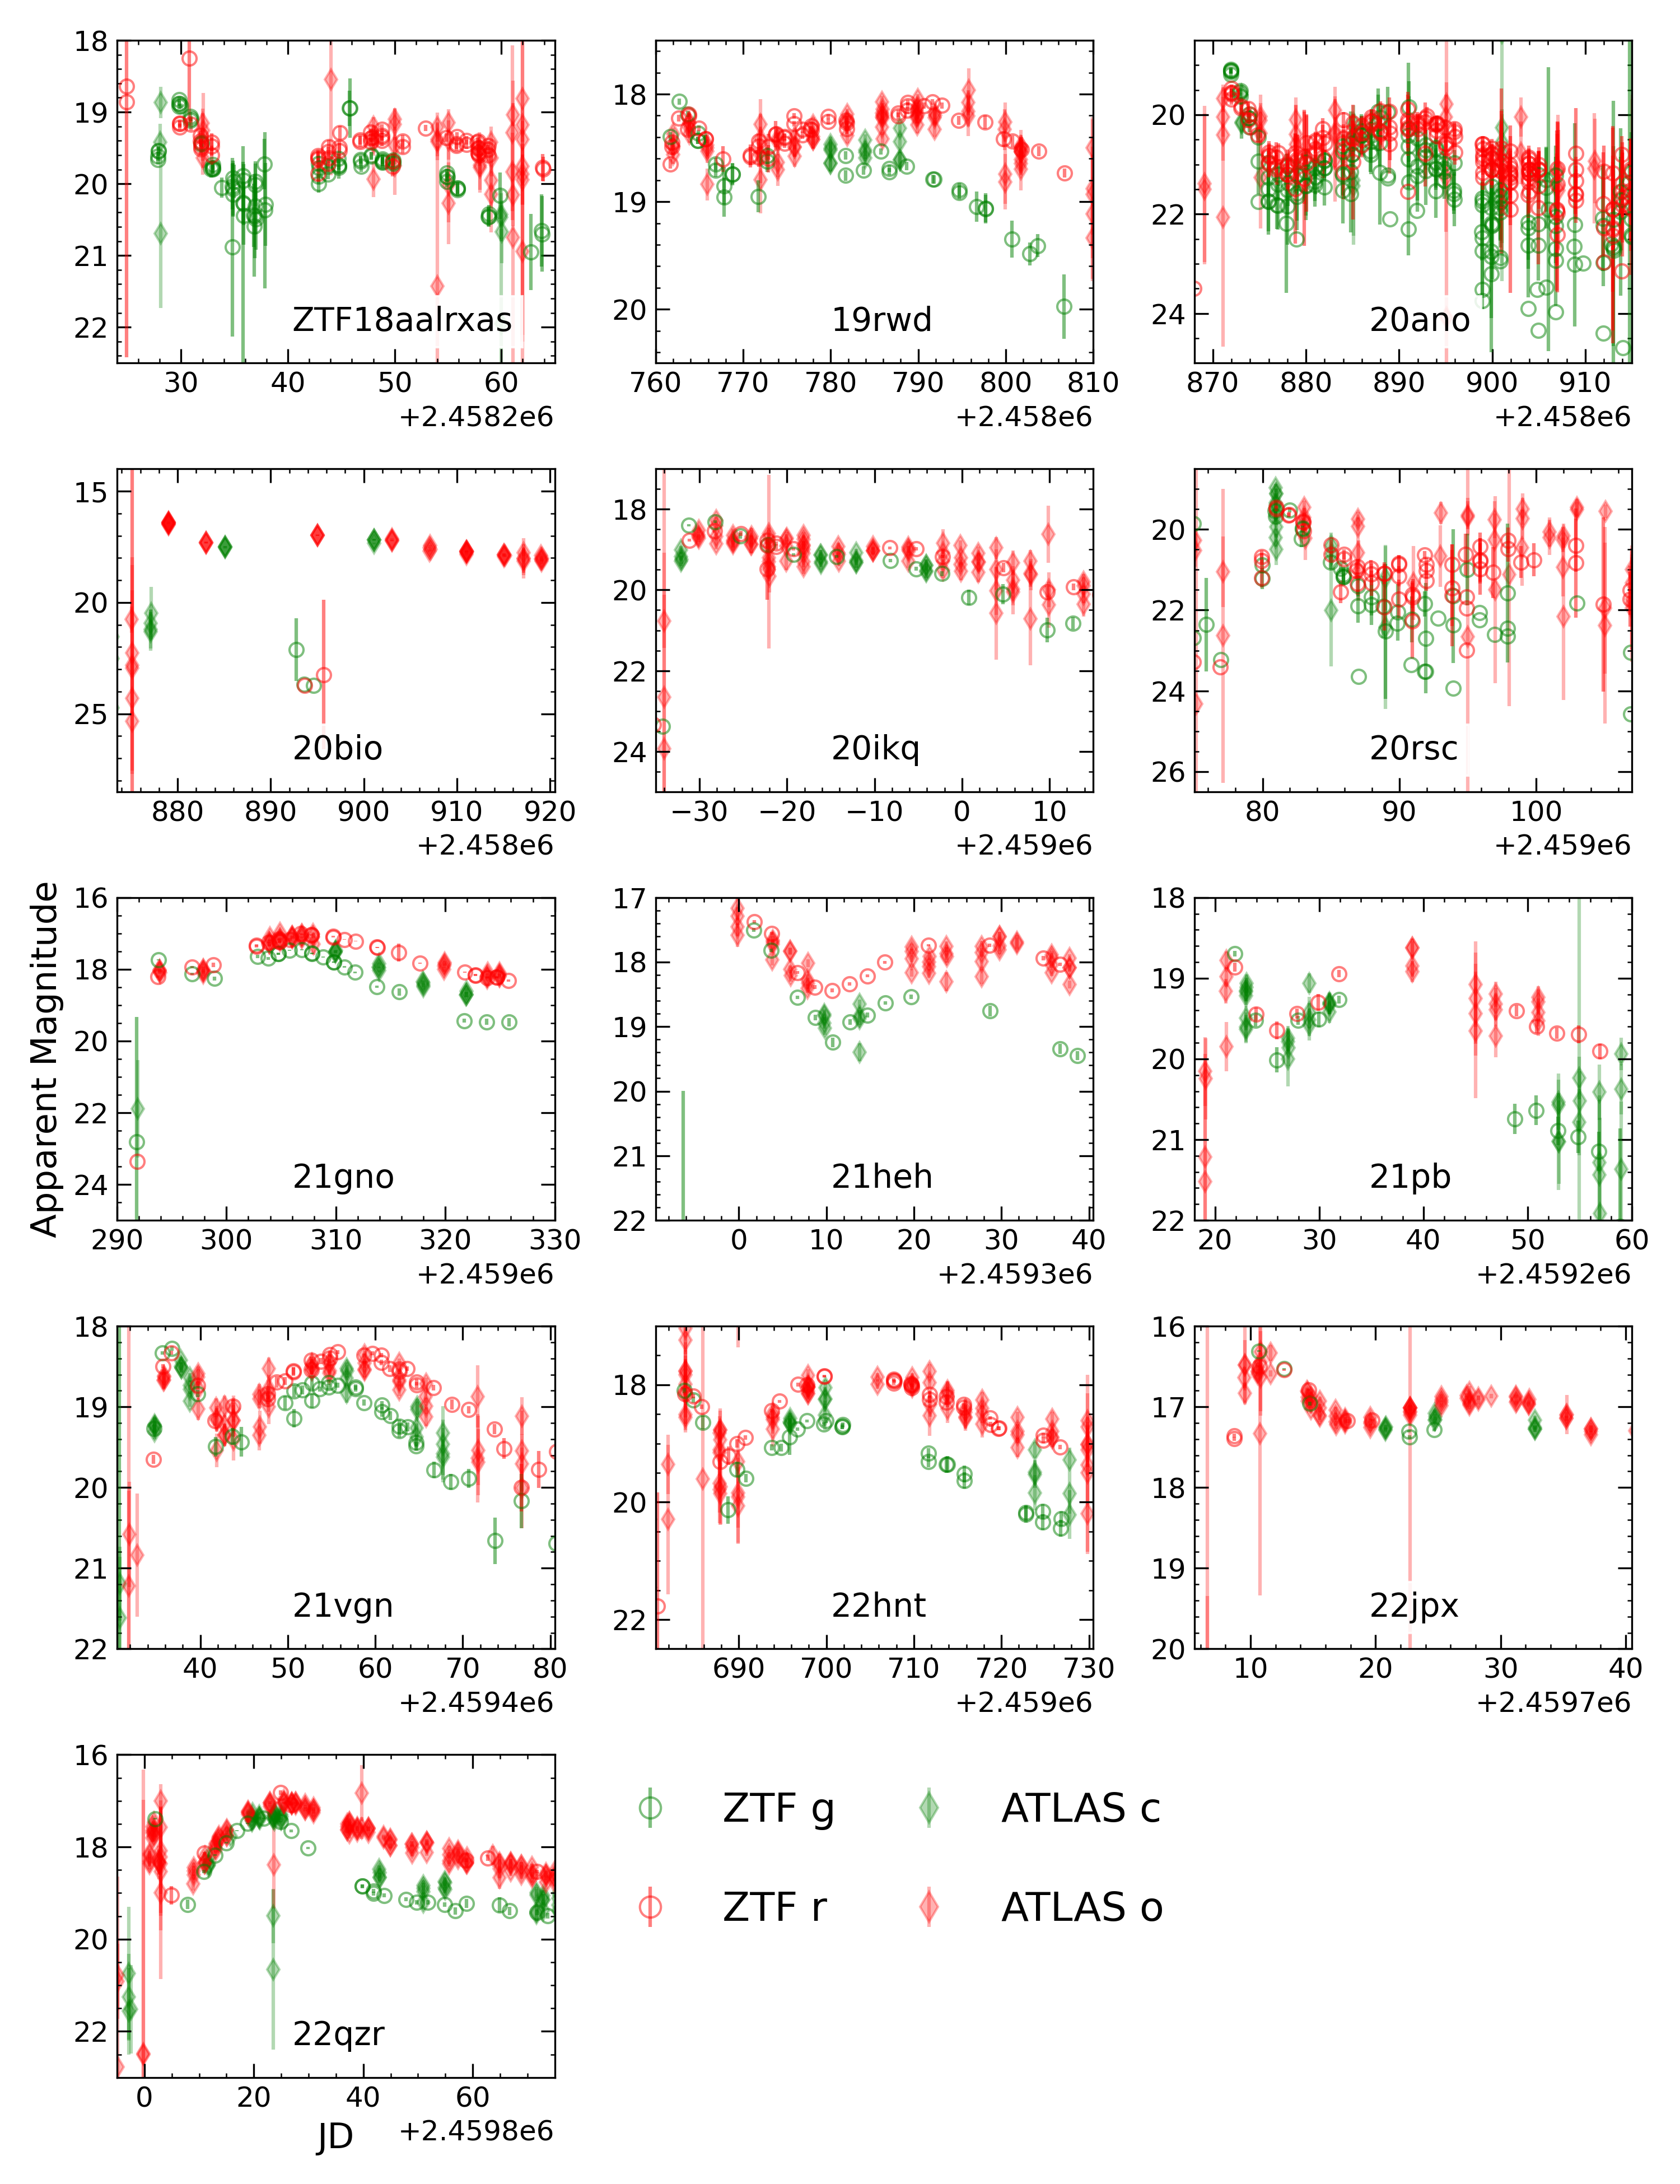 18
19
20
21
22
ZTF18aalrxas
30 40 50 60
+2.4582e6
18
19
20
19rwd
760 770 780 790 800 810
+2.458e6
20
22
24
20ano
870 880 890 900 910
+2.458e6
15
20
25
20bio
880 890 900 910 920
+2.458e6
18
20
22
24
20ikq
−30 −20 −10 0 10
+2.459e6
20
22
24
26
20rsc
80 90 100
+2.459e6
Apparent Magnitude
16
18
20
22
24
21gno
290 300 310 320 330
+2.459e6
17
18
19
20
21
22
21heh
0 10 20 30 40
+2.4593e6
18
19
20
21
22
21pb
20 30 40 50 60
+2.4592e6
18
19
20
21
22
21vgn
40 50 60 70 80
+2.4594e6
18
20
22
22hnt
690 700 710 720 730
+2.459e6
16
17
18
19
20
22jpx
10 20 30 40
+2.4597e6
16
18
20
22
22qzr
0 20 40 60
JD +2.4598e6
ZTF g ATLAS c
ZTF r ATLAS o